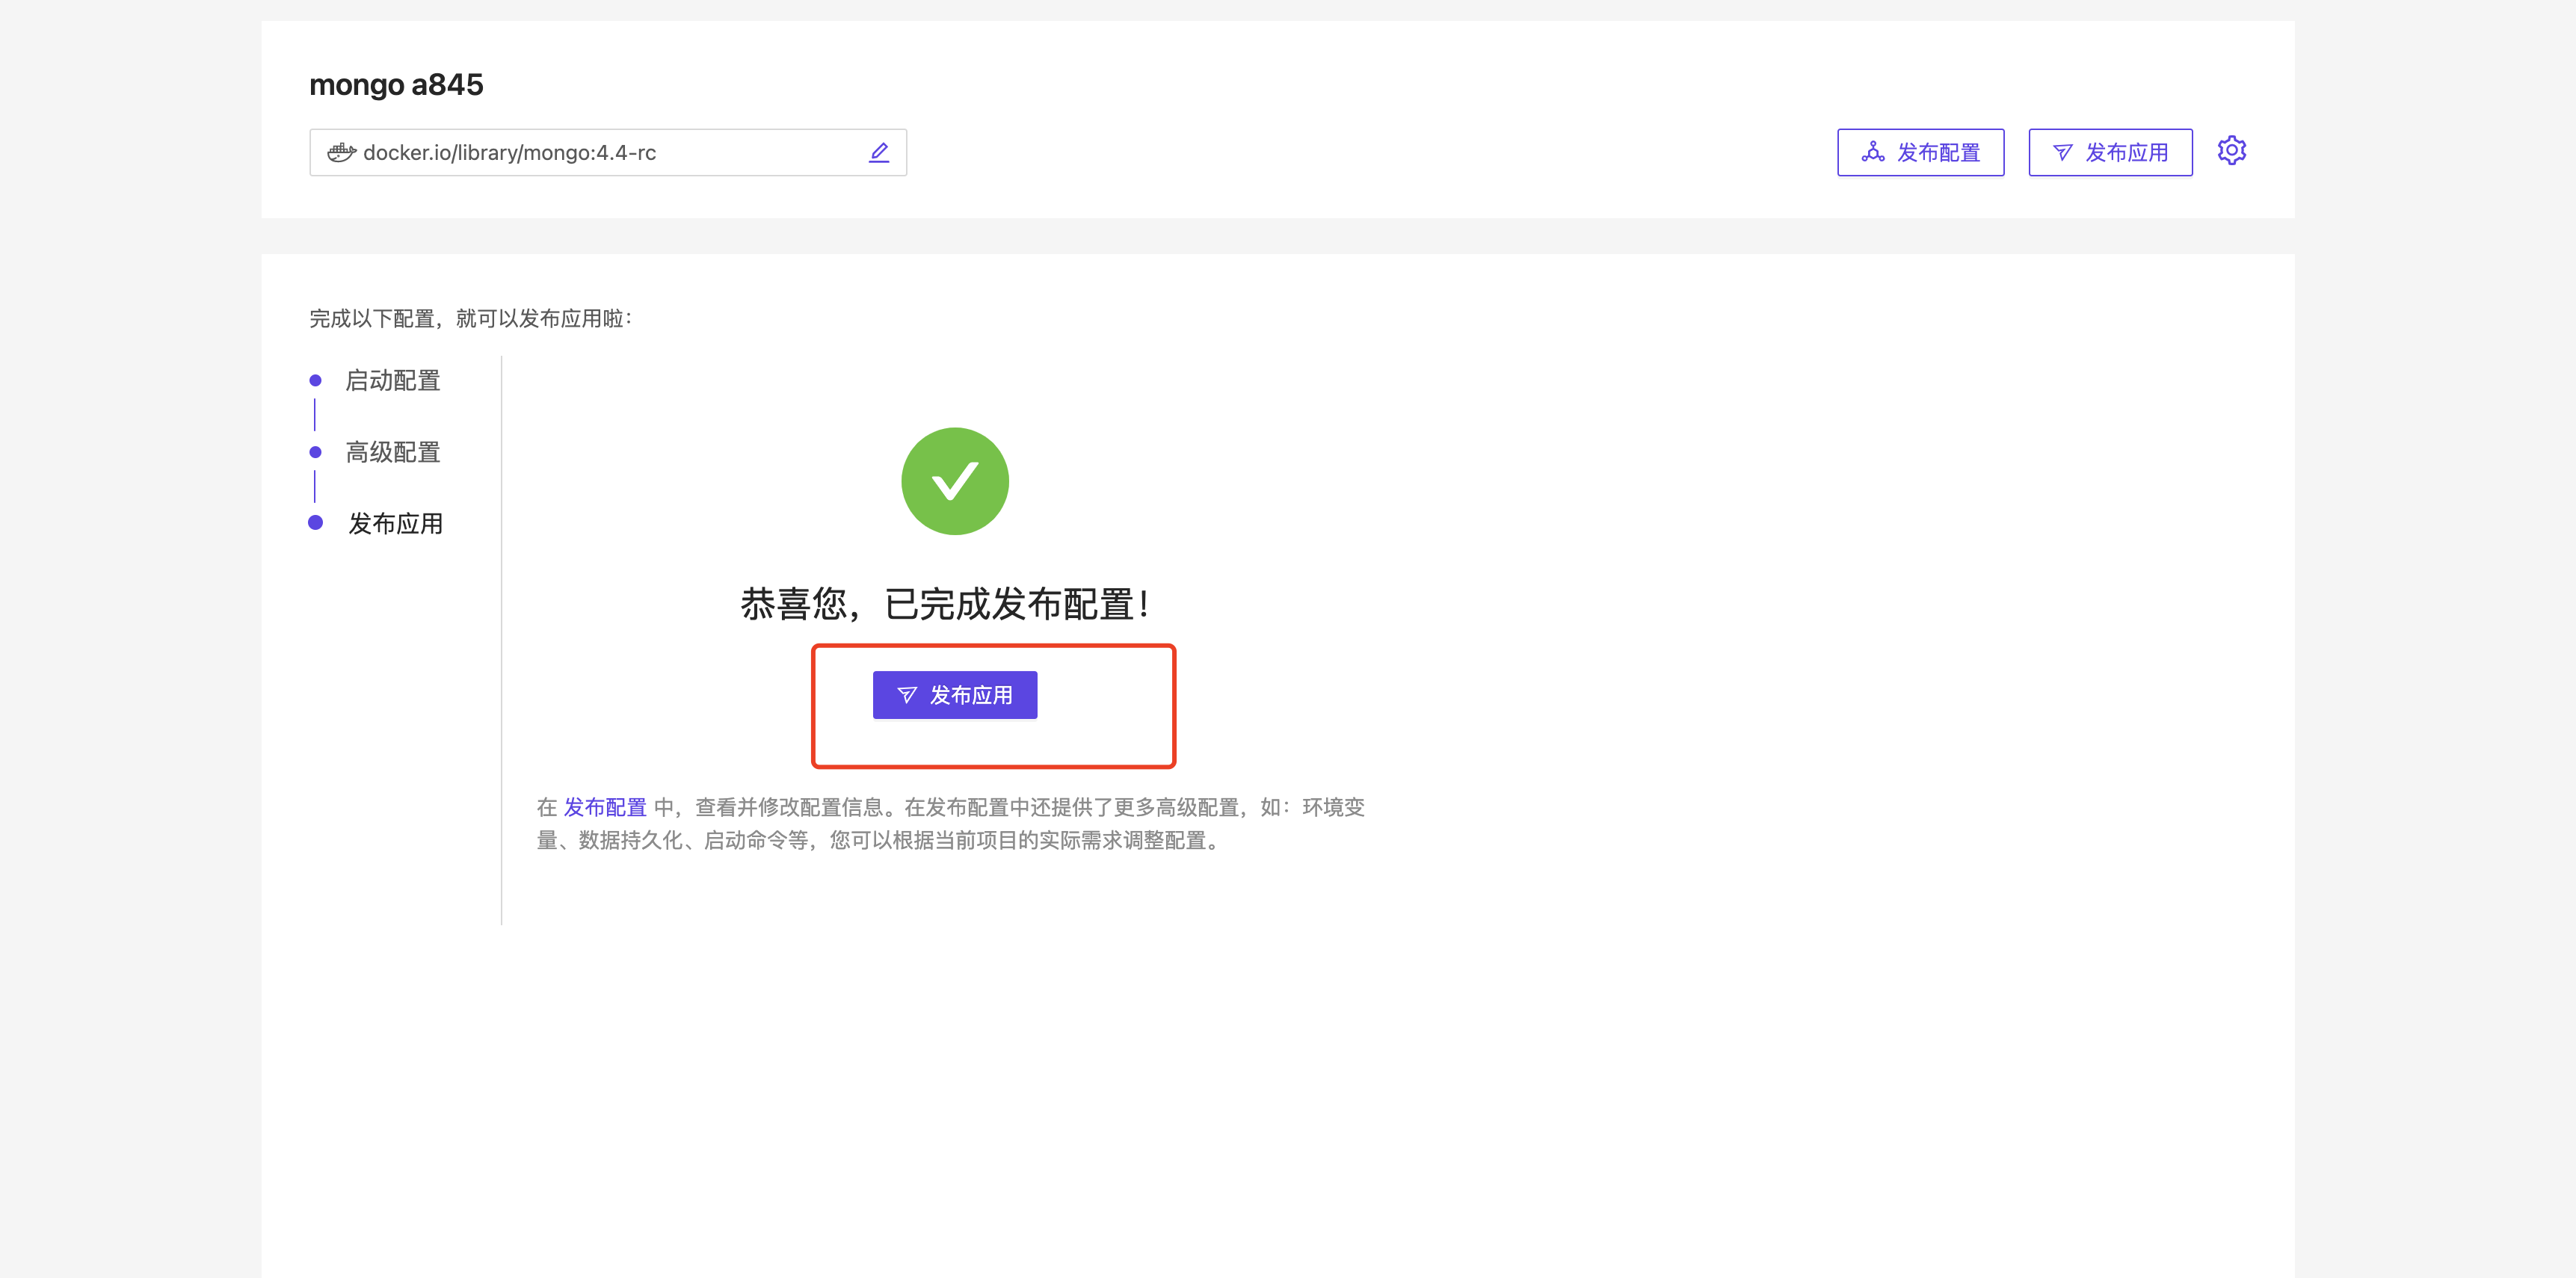 mongo a845
docker.io/library/mongo:4.4-rc
发布配置
发布应用
完成以下配置，就可以发布应用啦：
启动配置
高级配置
发布应用
恭喜您，已完成发布配置！
发布应用
在 发布配置 中，查看并修改配置信息。在发布配置中还提供了更多高级配置，如：环境变
量、数据持久化、启动命令等，您可以根据当前项目的实际需求调整配置。